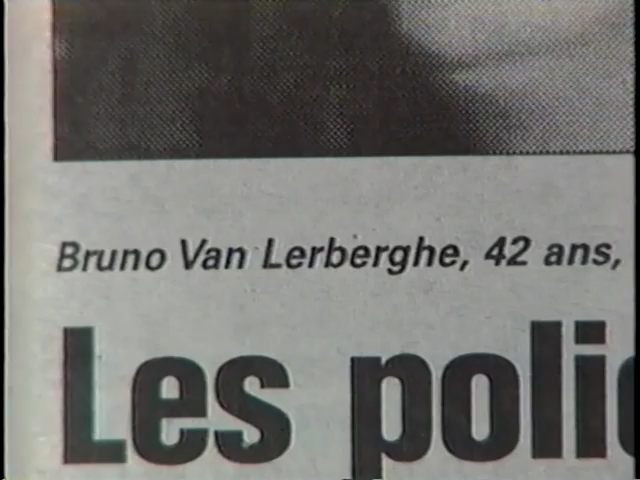 Bruno Van Lerberghe, 42 ans,
Les poli